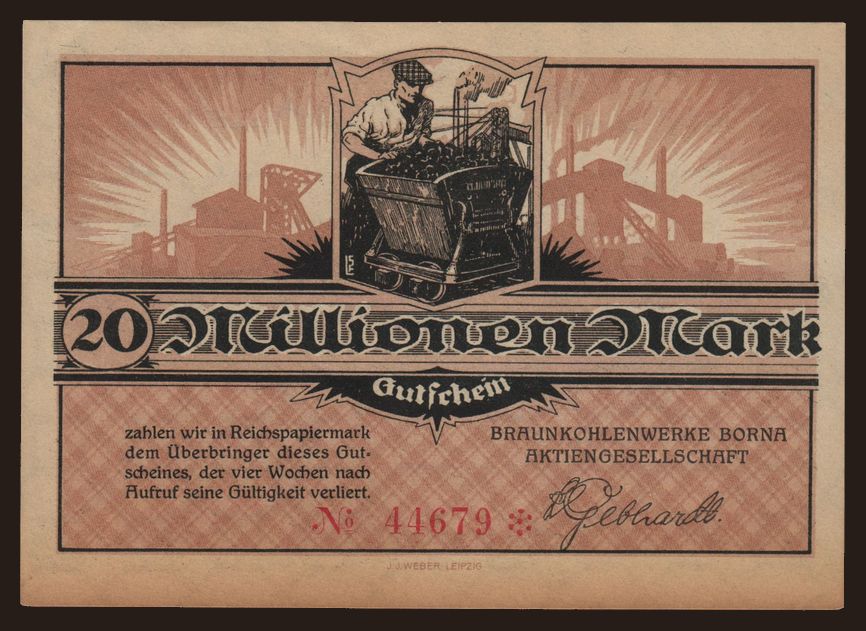 20 Millionen Mark
Gutschein
zahlen wir in Reichspapiermark
dem Überbringer dieses Gut-
scheines, der vier Wochen nach
Aufruf seine Gültigkeit verliert.
BRAUNKOHLENWERKE BORNA
AKTIENGESELLSCHAFT
Gebhardt.
No 44679 *
J. J. WEBER, LEIPZIG